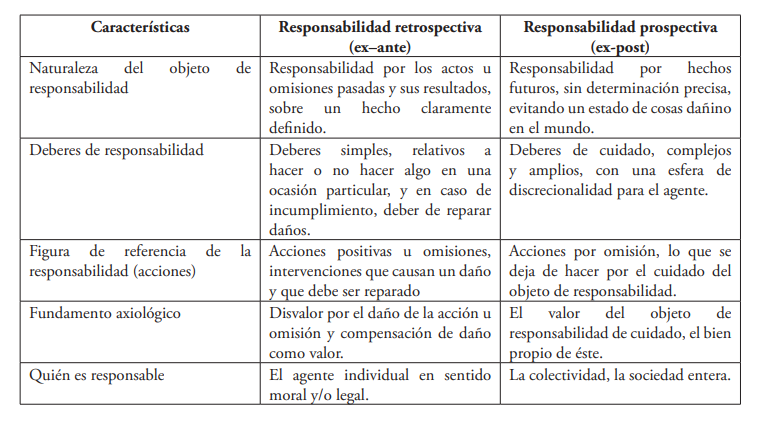 Características
Responsabilidad retrospectiva
(ex–ante)
Responsabilidad prospectiva
(ex-post)
Naturaleza del objeto de
responsabilidad
Responsabilidad por los actos u
omisiones pasadas y sus resultados,
sobre un hecho claramente
definido.
Responsabilidad por hechos
futuros, sin determinación precisa,
evitando un estado de cosas dañino
en el mundo.
Deberes de responsabilidad
Deberes simples, relativos a
hacer o no hacer algo en una
ocasión particular, y en caso de
incumplimiento, deber de reparar
daños.
Deberes de cuidado, complejos
y amplios, con una esfera de
discrecionalidad para el agente.
Figura de referencia de la
responsabilidad (acciones)
Acciones positivas u omisiones,
intervenciones que causan un daño
y que debe ser reparado
Acciones por omisión, lo que se
deja de hacer por el cuidado del
objeto de responsabilidad.
Fundamento axiológico
Disvalor por el daño de la acción u
omisión y compensación de daño
como valor.
El valor del objeto de
responsabilidad de cuidado, el bien
propio de éste.
Quién es responsable
El agente individual en sentido
moral y/o legal.
La colectividad, la sociedad entera.